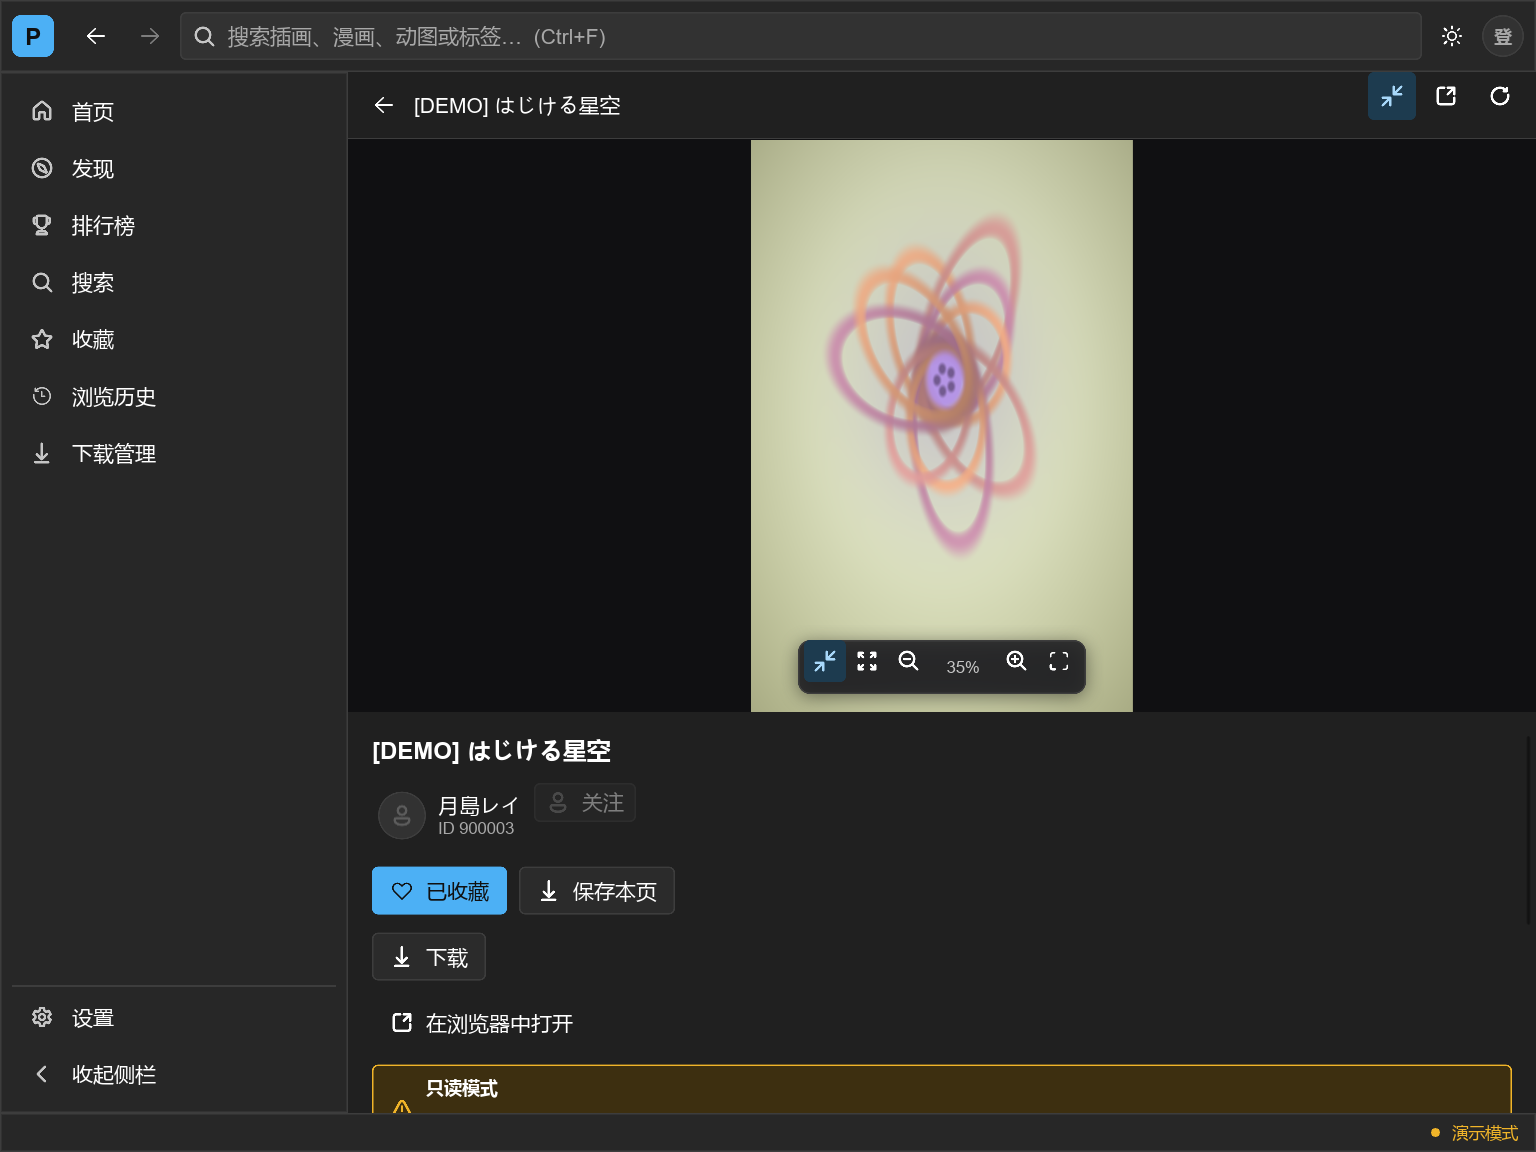 P
搜索插画、漫画、动图或标签… (Ctrl+F)
登
首页
发现
排行榜
搜索
收藏
浏览历史
下载管理
设置
收起侧栏
[DEMO] はじける星空
35%
[DEMO] はじける星空
月島レイ
ID 900003
关注
已收藏
保存本页
下载
在浏览器中打开
只读模式
演示模式